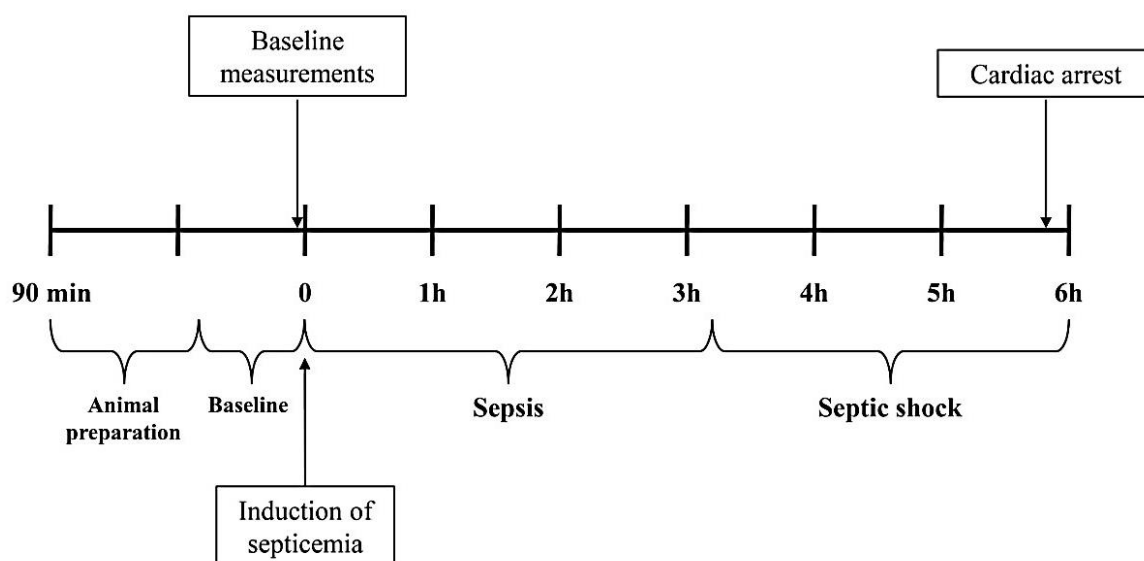 Baseline
measurements
Cardiac arrest
90 min
0
1h
2h
3h
4h
5h
6h
Animal
preparation
Baseline
Sepsis
Septic shock
Induction of
septicemia